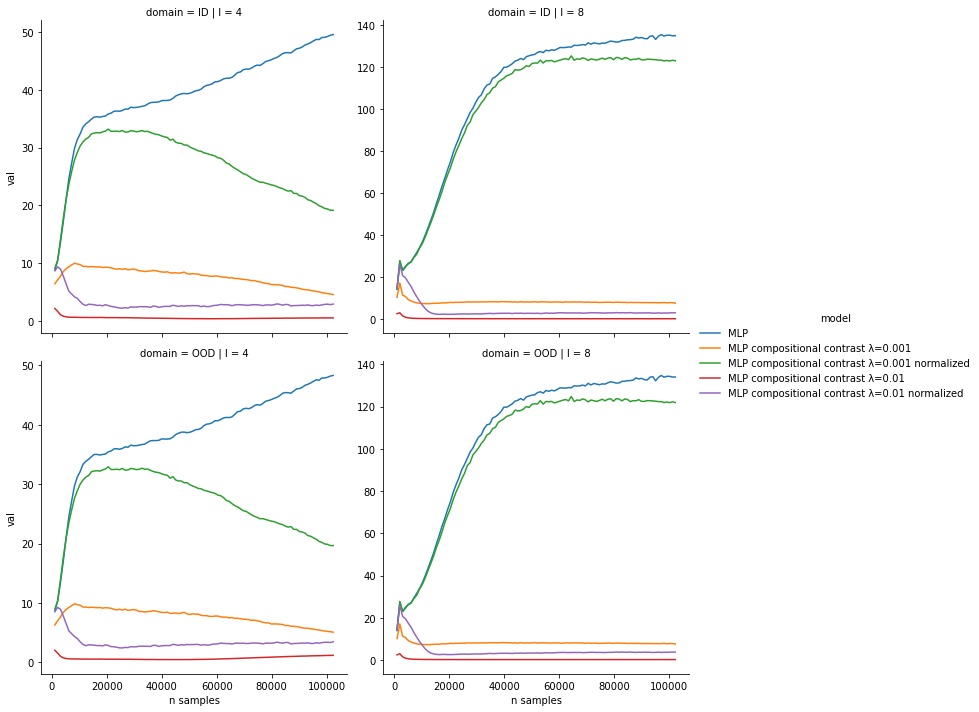 domain = ID | l = 4
domain = ID | l = 8
50
40
30
20
10
0
val
140
120
100
80
60
40
20
0
model
MLP
MLP compositional contrast λ=0.001
MLP compositional contrast λ=0.001 normalized
MLP compositional contrast λ=0.01
MLP compositional contrast λ=0.01 normalized
domain = OOD | l = 4
domain = OOD | l = 8
50
40
30
20
10
0
val
140
120
100
80
60
40
20
0
0 20000 40000 60000 80000 100000
n samples
0 20000 40000 60000 80000 100000
n samples